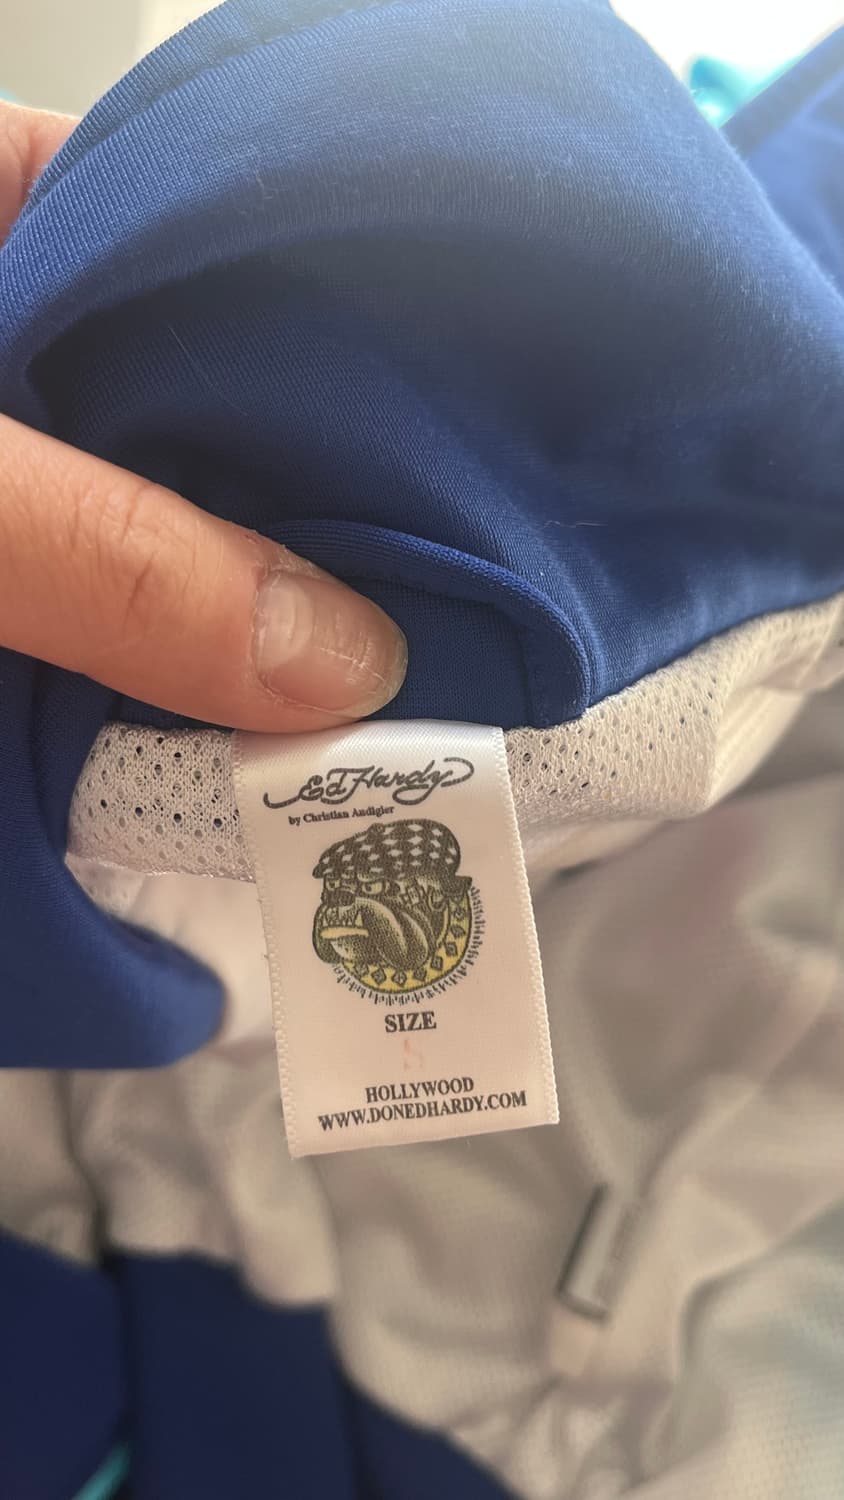 Ed Hardy
by Christian Audigier
SIZE
S
HOLLYWOOD
WWW.DONEDHARDY.COM